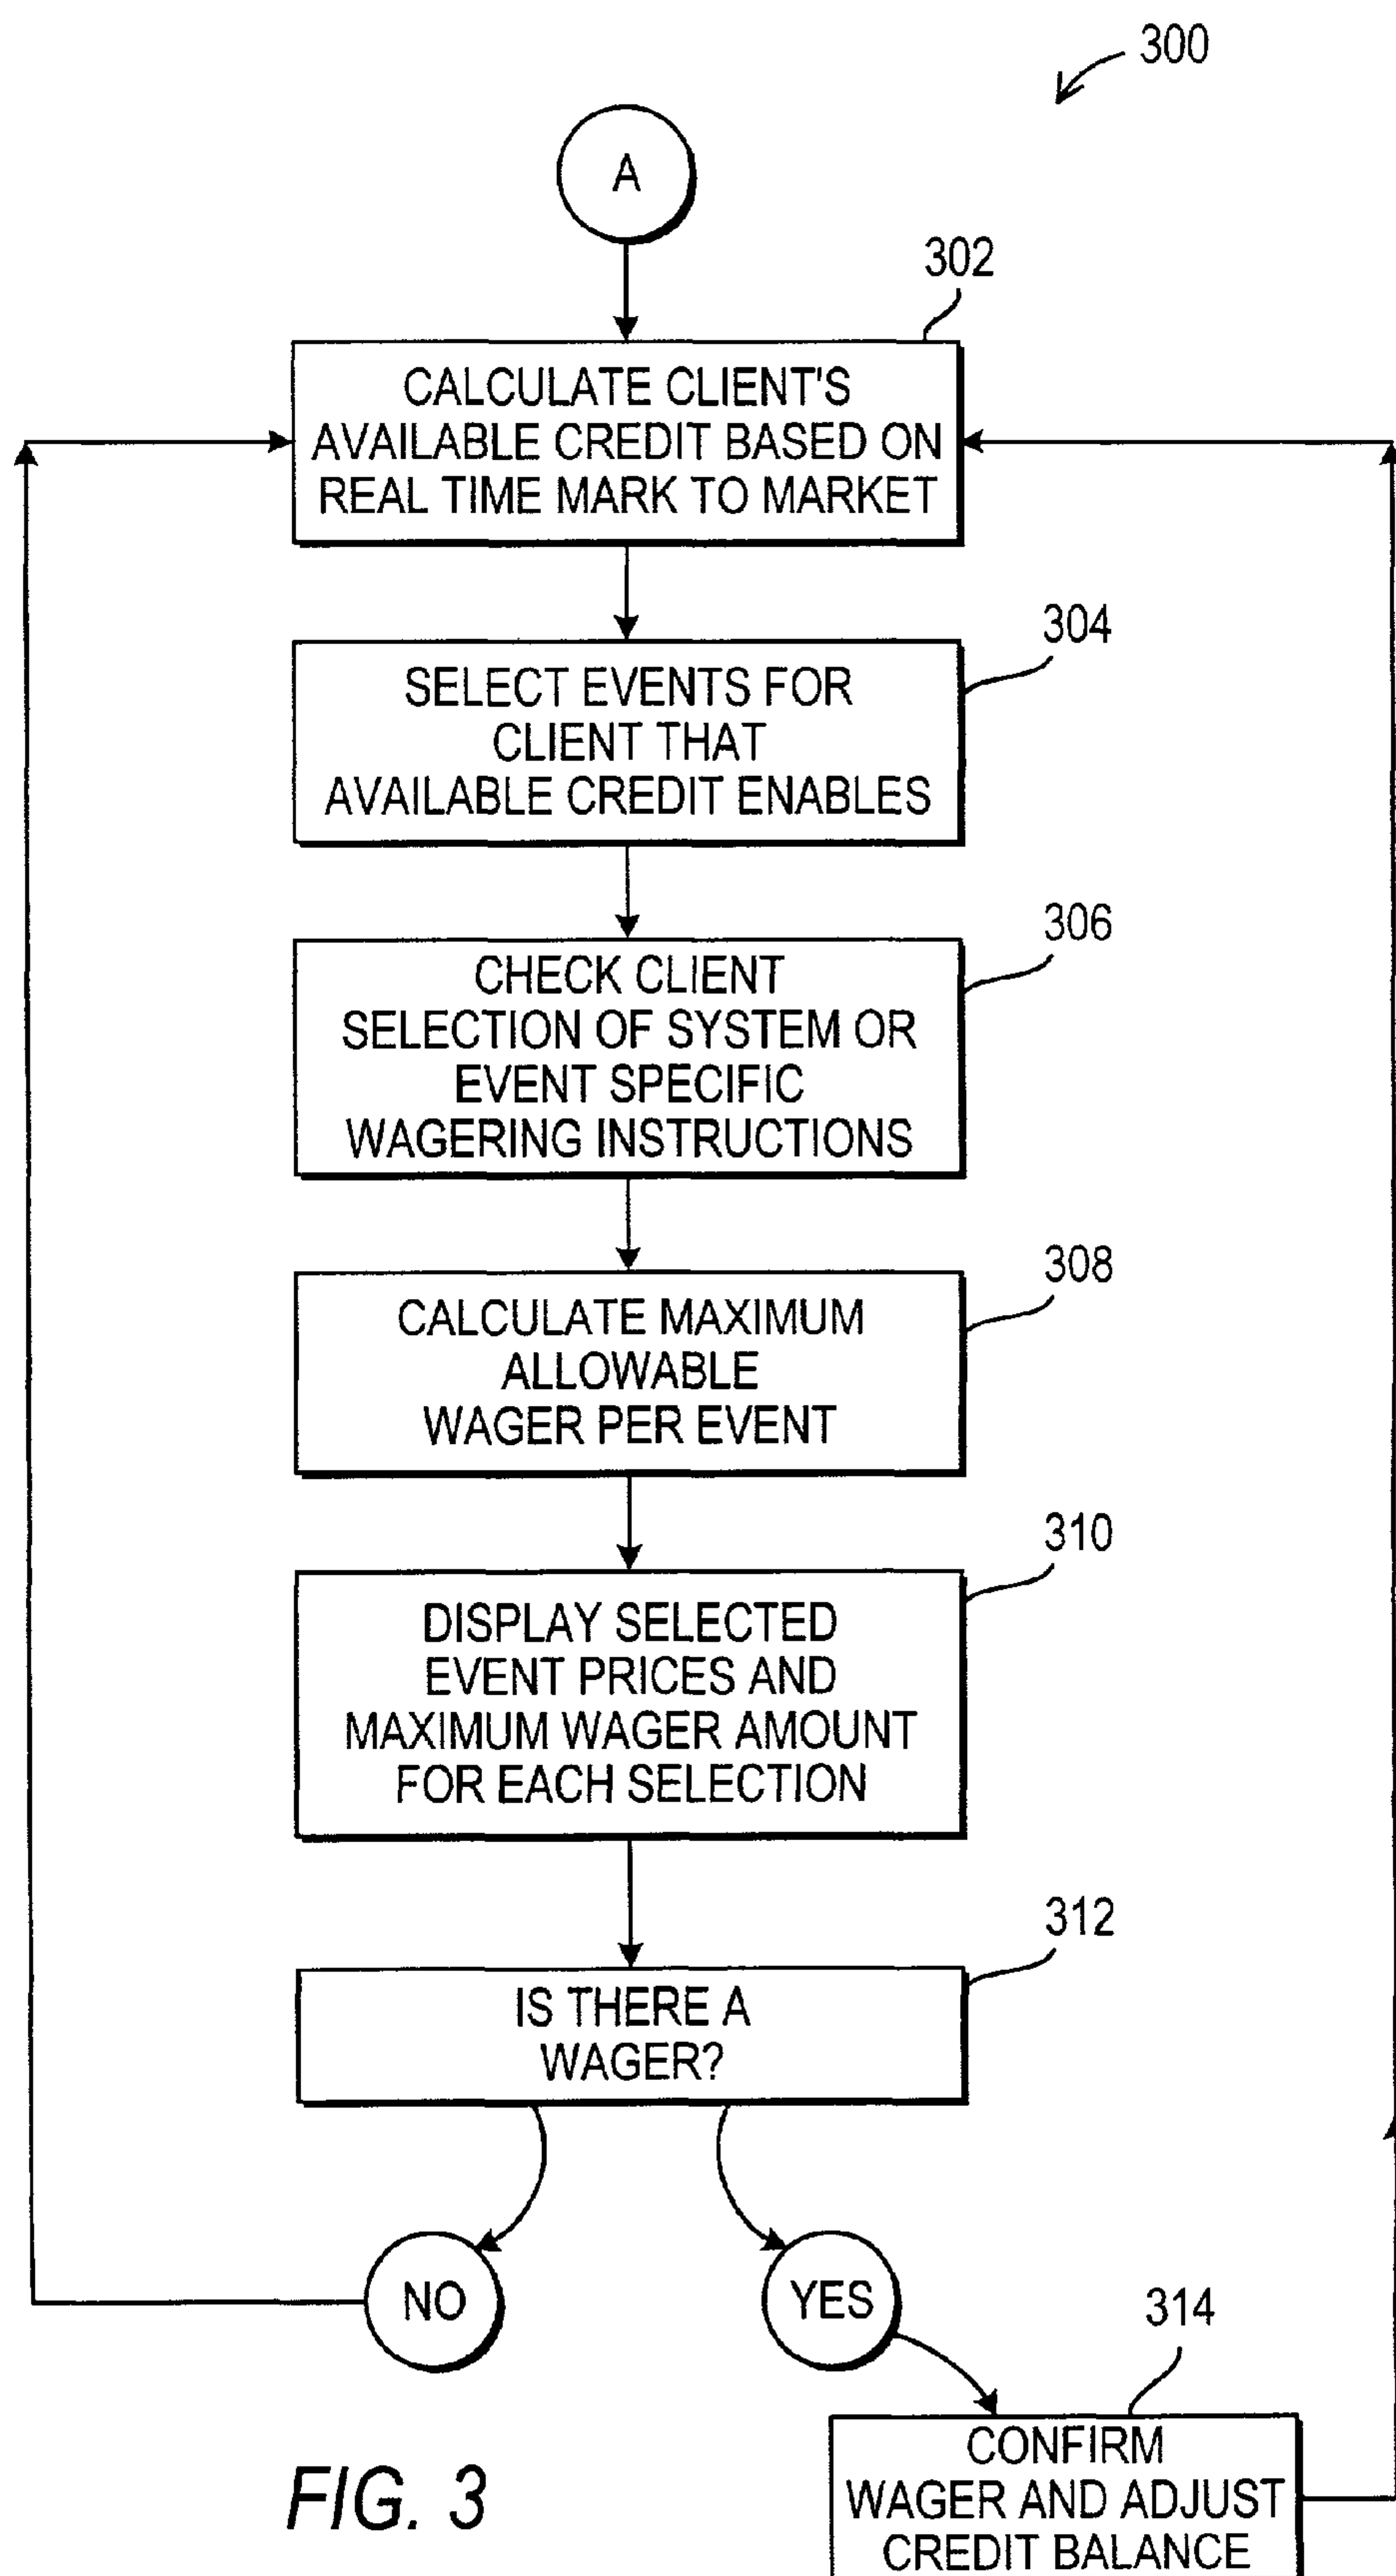 300
A
302
CALCULATE CLIENT'S
AVAILABLE CREDIT BASED ON
REAL TIME MARK TO MARKET
304
SELECT EVENTS FOR
CLIENT THAT
AVAILABLE CREDIT ENABLES
306
CHECK CLIENT
SELECTION OF SYSTEM OR
EVENT SPECIFIC
WAGERING INSTRUCTIONS
308
CALCULATE MAXIMUM
ALLOWABLE
WAGER PER EVENT
310
DISPLAY SELECTED
EVENT PRICES AND
MAXIMUM WAGER AMOUNT
FOR EACH SELECTION
312
IS THERE A
WAGER?
NO
YES
314
CONFIRM
WAGER AND ADJUST
CREDIT BALANCE
FIG. 3